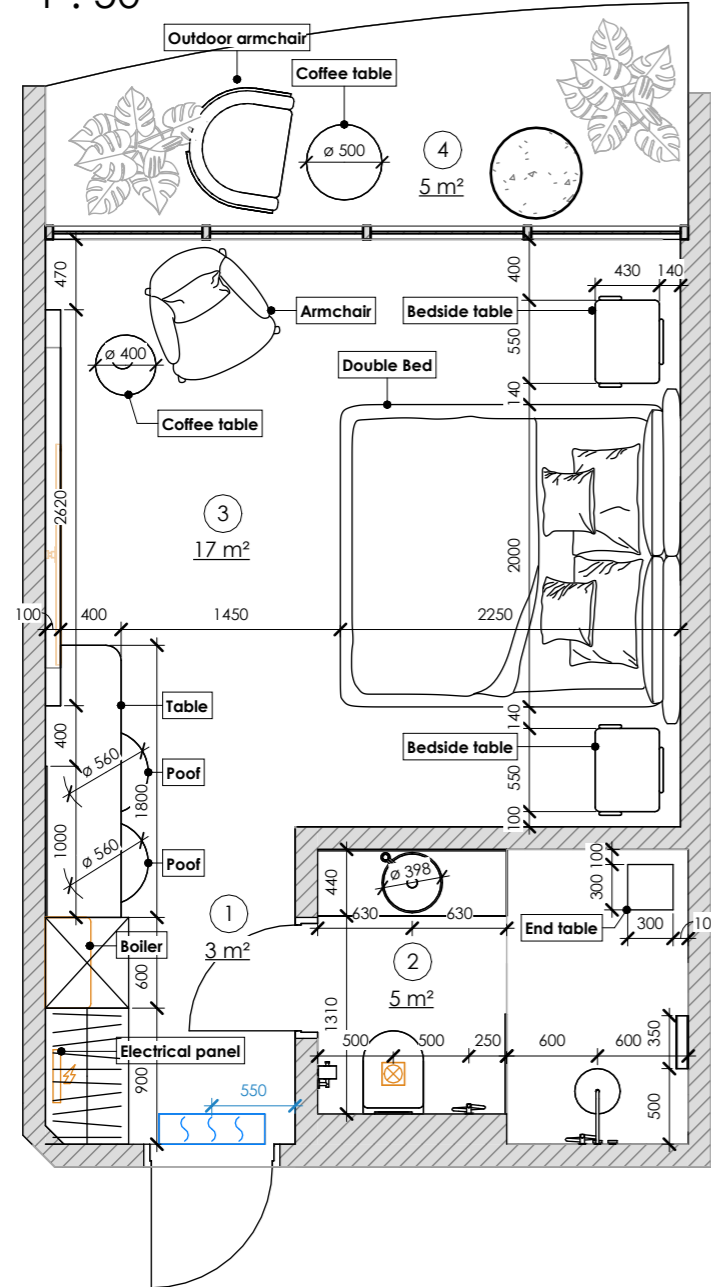 1 : 50
Outdoor armchair
Coffee table
ø 500
4
5 m²
470
400
430
140
Armchair
Bedside table
550
ø 400
Double Bed
140
Coffee table
3
17 m²
2620
2000
100
400
1450
2250
Table
140
400
ø 560
Poof
Bedside table
550
1800
100
1000
ø 560
Poof
440
ø 398
100
300
1
3 m²
630
630
End table
300
10
Boiler
600
2
5 m²
1310
350
Electrical panel
500
500
250
600
600
900
550
500